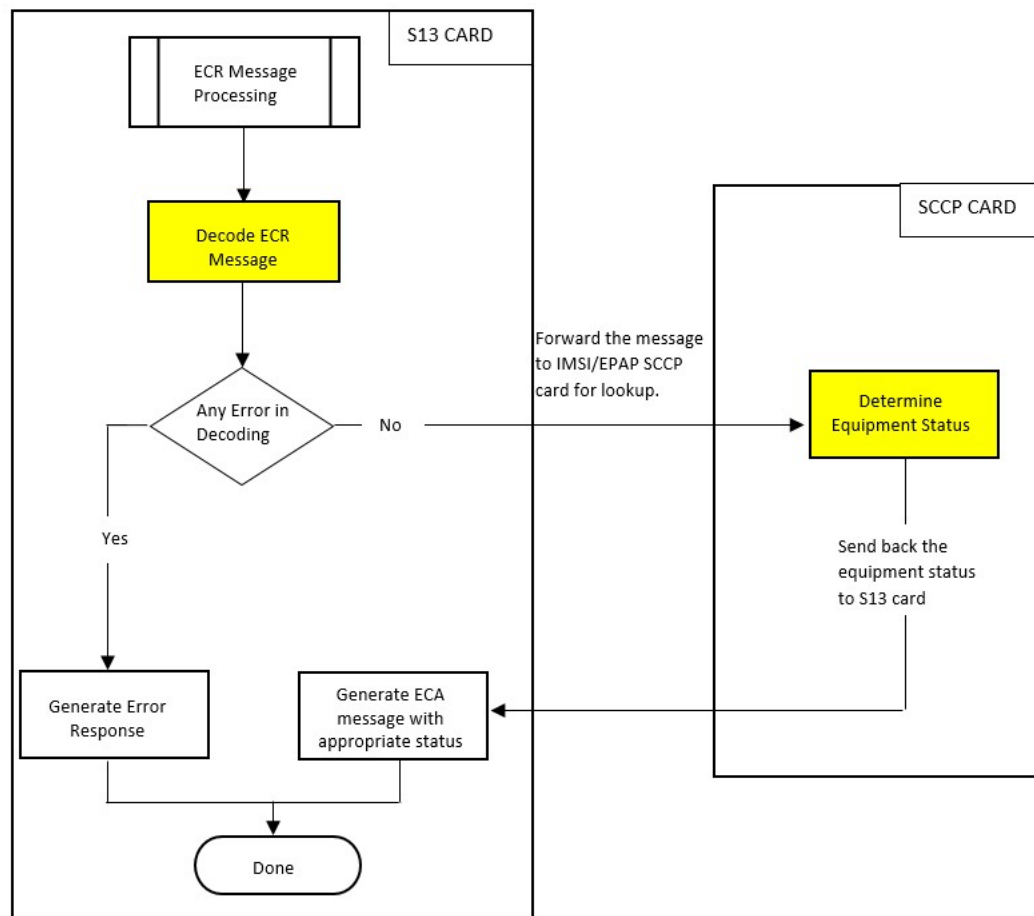 S13 CARD
ECR Message
Processing
SCCP CARD
Decode ECR
Message
Forward the message
to IMSI/EPAP SCCP
card for lookup.
Any Error in
Decoding
No
Determine
Equipment Status
Yes
Send back the
equipment status
to S13 card
Generate Error
Response
Generate ECA
message with
appropriate status
Done